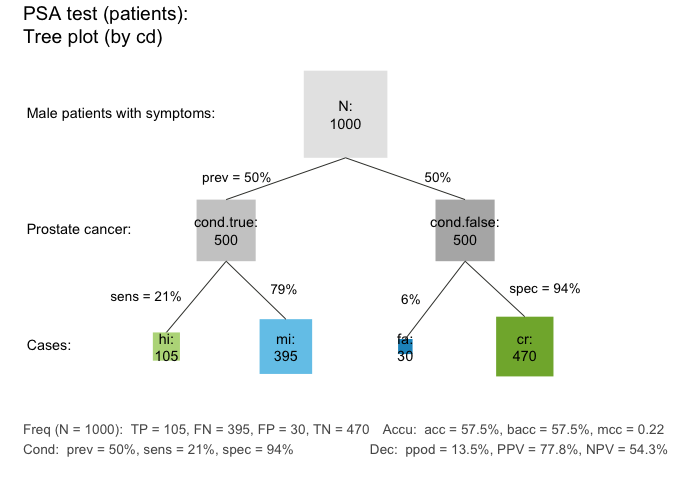 PSA test (patients):
Tree plot (by cd)
Male patients with symptoms:
N:
1000
prev = 50%
50%
Prostate cancer:
cond.true:
500
cond.false:
500
sens = 21%
79%
6%
spec = 94%
Cases:
hi:
105
mi:
395
fa:
30
cr:
470
Freq (N = 1000):  TP = 105, FN = 395, FP = 30, TN = 470   Accu:  acc = 57.5%, bacc = 57.5%, mcc = 0.22
Cond:  prev = 50%, sens = 21%, spec = 94%   Dec:  ppod = 13.5%, PPV = 77.8%, NPV = 54.3%